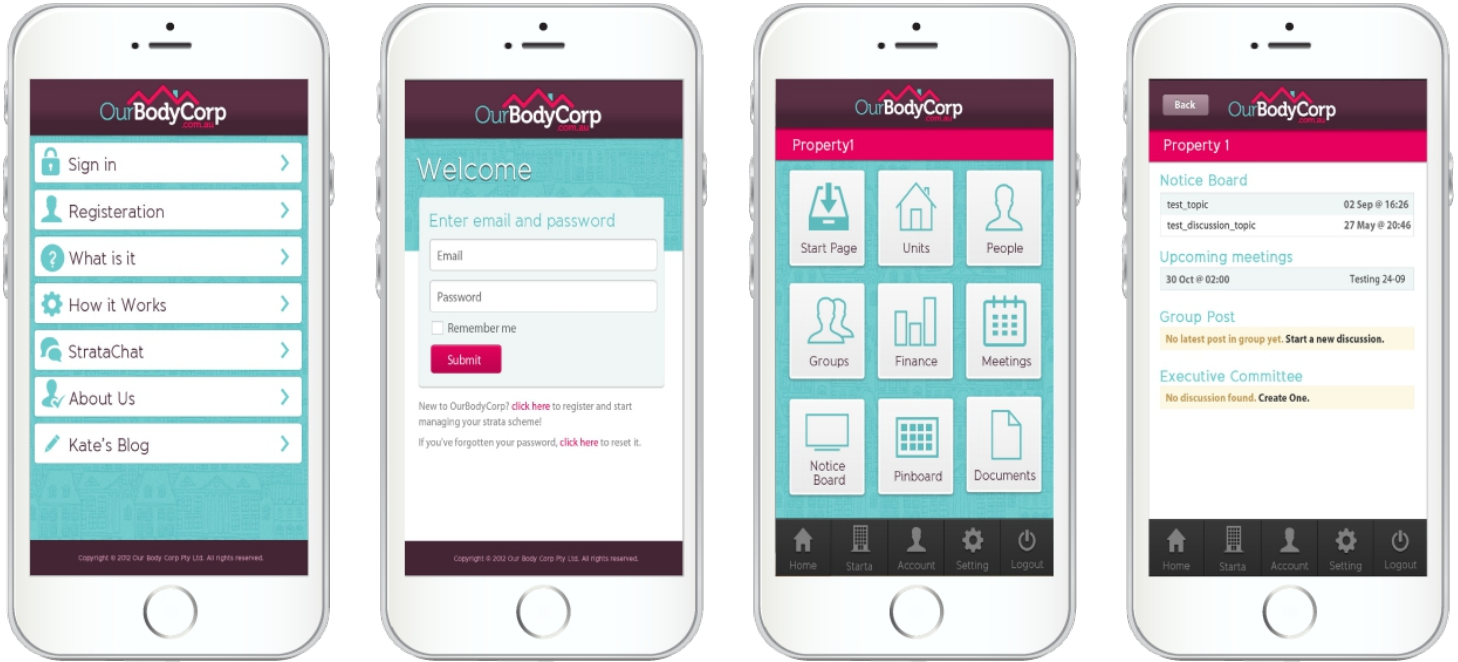 OurBodyCorp
.com.au
Sign in
Registeration
What is it
How it Works
StrataChat
About Us
Kate's Blog
Copyright © 2012 Our Body Corp Pty Ltd. All rights reserved.
OurBodyCorp
.com.au
Welcome
Enter email and password
Email
Password
Remember me
Submit
New to OurBodyCorp? click here to register and start
managing your strata scheme!
If you've forgotten your password, click here to reset it.
Copyright © 2012 Our Body Corp Pty Ltd. All rights reserved.
OurBodyCorp
.com.au
Property1
Start Page Units People
Groups Finance Meetings
Notice
Board Pinboard Documents
Home Starta Account Setting Logout
Back
OurBodyCorp
.com.au
Property 1
Notice Board
test_topic 02 Sep @ 16:26
test_discussion_topic 27 May @ 20:46
Upcoming meetings
30 Oct @ 02:00 Testing 24-09
Group Post
No latest post in group yet. Start a new discussion.
Executive Committee
No discussion found. Create One.
Home Starta Account Setting Logout